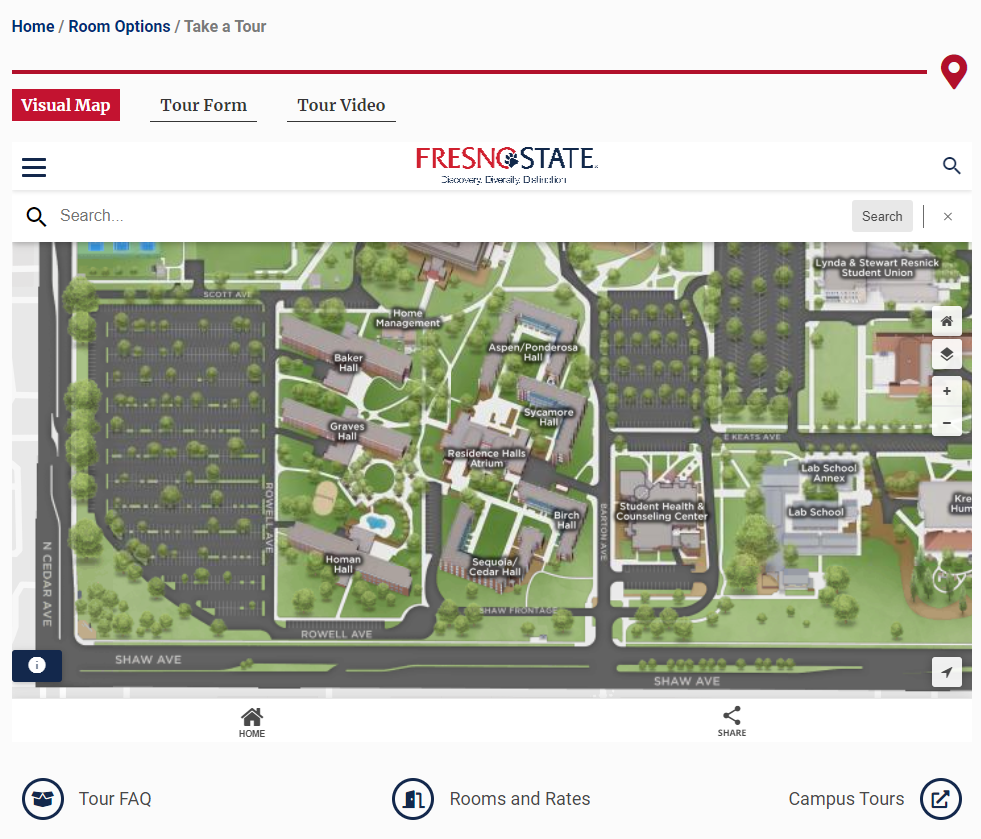 Home / Room Options / Take a Tour
Visual Map
Tour Form
Tour Video
FRESNO STATE
Discovery. Diversity. Distinction.
Search...
Search
×
Lynda & Stewart Resnick
Student Union
SCOTT AVE
Home
Management
Aspen/Ponderosa
Hall
Baker
Hall
+
Sycamore
Hall
−
Graves
Hall
E KEATS AVE
Residence Halls
Atrium
Lab School
Annex
ROWELL AVE
Kre
Hum
Student Health &
Counseling Center
Lab School
Birch
Hall
BARTON AVE
N CEDAR AVE
Homan
Hall
Sequoia/
Cedar Hall
SHAW FRONTAGE
ROWELL AVE
SHAW AVE
i
SHAW AVE
HOME
SHARE
Tour FAQ
Rooms and Rates
Campus Tours